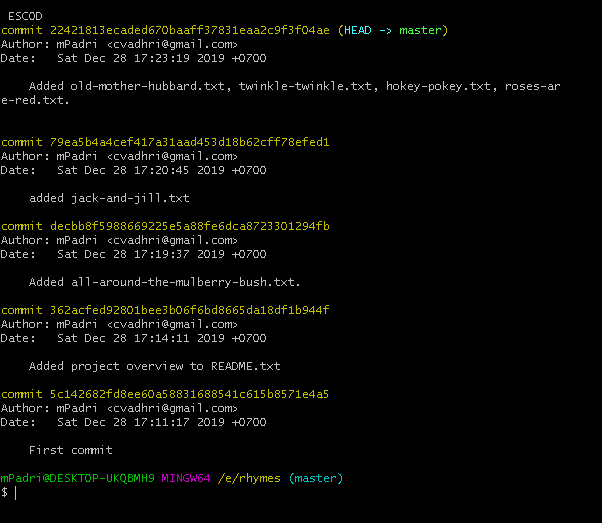 ESCOD
commit 22421813ecaded670baaff37831eaa2c9f3f04ae (HEAD -> master)
Author: mPadri <cvadhri@gmail.com>
Date:   Sat Dec 28 17:23:19 2019 +0700
Added old-mother-hubbard.txt, twinkle-twinkle.txt, hokey-pokey.txt, roses-ar
e-red.txt.
commit 79ea5b4a4cef417a31aad453d18b62cff78efed1
Author: mPadri <cvadhri@gmail.com>
Date:   Sat Dec 28 17:20:45 2019 +0700
added jack-and-jill.txt
commit decbb8f5988669225e5a88fe6dca8723301294fb
Author: mPadri <cvadhri@gmail.com>
Date:   Sat Dec 28 17:19:37 2019 +0700
Added all-around-the-mulberry-bush.txt.
commit 362acfed92801bee3b06f6bd8665da18df1b944f
Author: mPadri <cvadhri@gmail.com>
Date:   Sat Dec 28 17:14:11 2019 +0700
Added project overview to README.txt
commit 5c142682fd8ee60a58831688541c615b8571e4a5
Author: mPadri <cvadhri@gmail.com>
Date:   Sat Dec 28 17:11:17 2019 +0700
First commit
mPadri@DESKTOP-UKQBMH9 MINGW64 /e/rhymes (master)
$